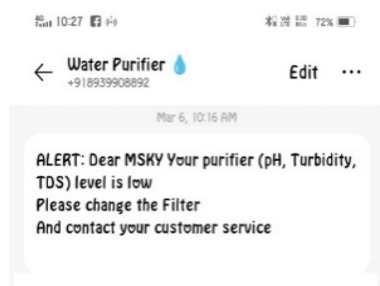 10:27
72%
Water Purifier
+918939908892
Edit
Mar 6, 10:16 AM
ALERT: Dear MSKY Your purifier (pH, Turbidity,
TDS) level is low
Please change the Filter
And contact your customer service